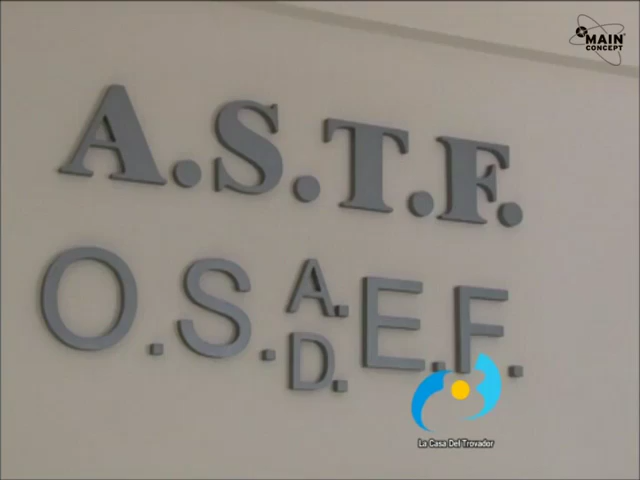 MAIN
CONCEPT
A.S.T.F.
O.S.A.D.E.F.
La Casa Del Trovador